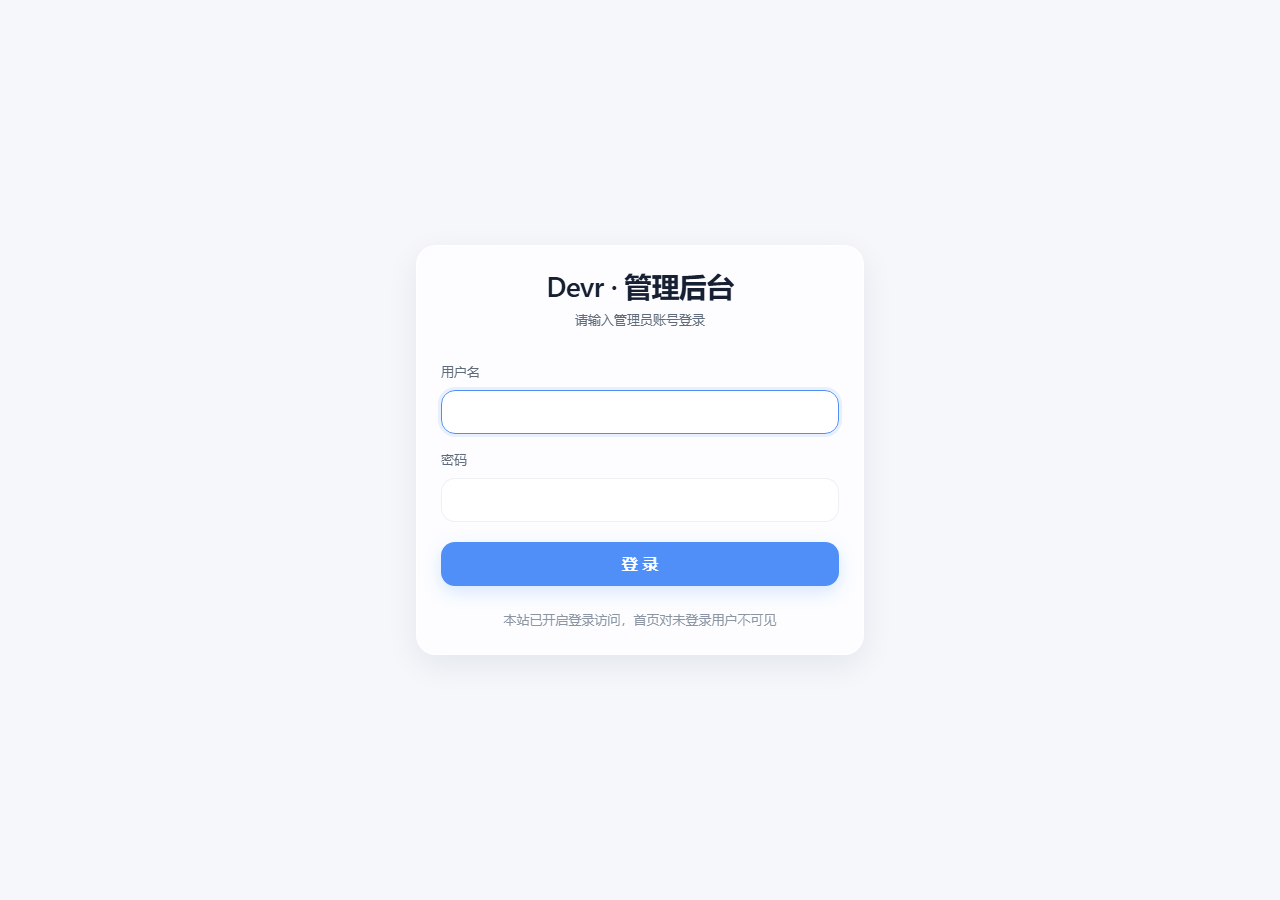 Devr · 管理后台
请输入管理员账号登录
用户名
密码
登 录
本站已开启登录访问，首页对未登录用户不可见